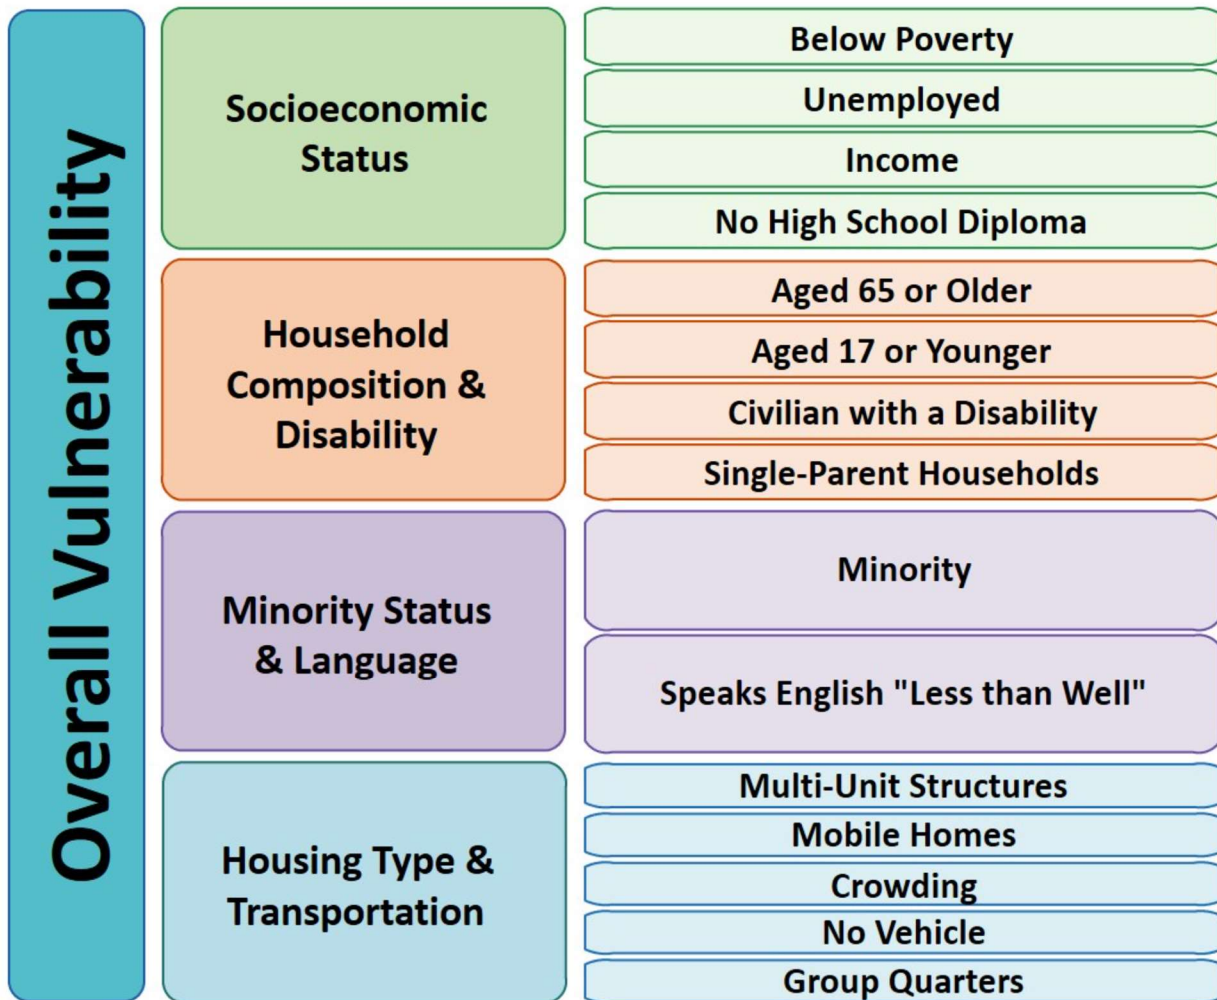 Overall Vulnerability
Socioeconomic
Status
Below Poverty
Unemployed
Income
No High School Diploma
Household
Composition &
Disability
Aged 65 or Older
Aged 17 or Younger
Civilian with a Disability
Single-Parent Households
Minority Status
& Language
Minority
Speaks English "Less than Well"
Housing Type &
Transportation
Multi-Unit Structures
Mobile Homes
Crowding
No Vehicle
Group Quarters